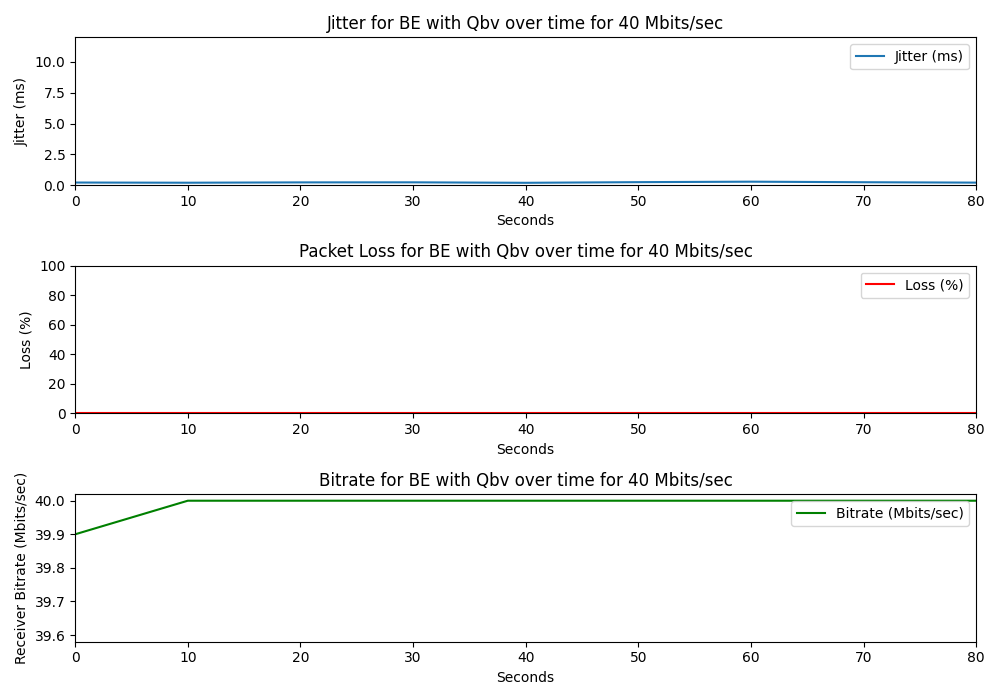 Jitter for BE with Qbv over time for 40 Mbits/sec
Jitter (ms)
10.0
7.5
5.0
2.5
0.0
Jitter (ms)
0 10 20 30 40 50 60 70 80
Seconds
Packet Loss for BE with Qbv over time for 40 Mbits/sec
Loss (%)
100
80
60
40
20
0
Loss (%)
0 10 20 30 40 50 60 70 80
Seconds
Bitrate for BE with Qbv over time for 40 Mbits/sec
Receiver Bitrate (Mbits/sec)
40.0
39.9
39.8
39.7
39.6
Bitrate (Mbits/sec)
0 10 20 30 40 50 60 70 80
Seconds